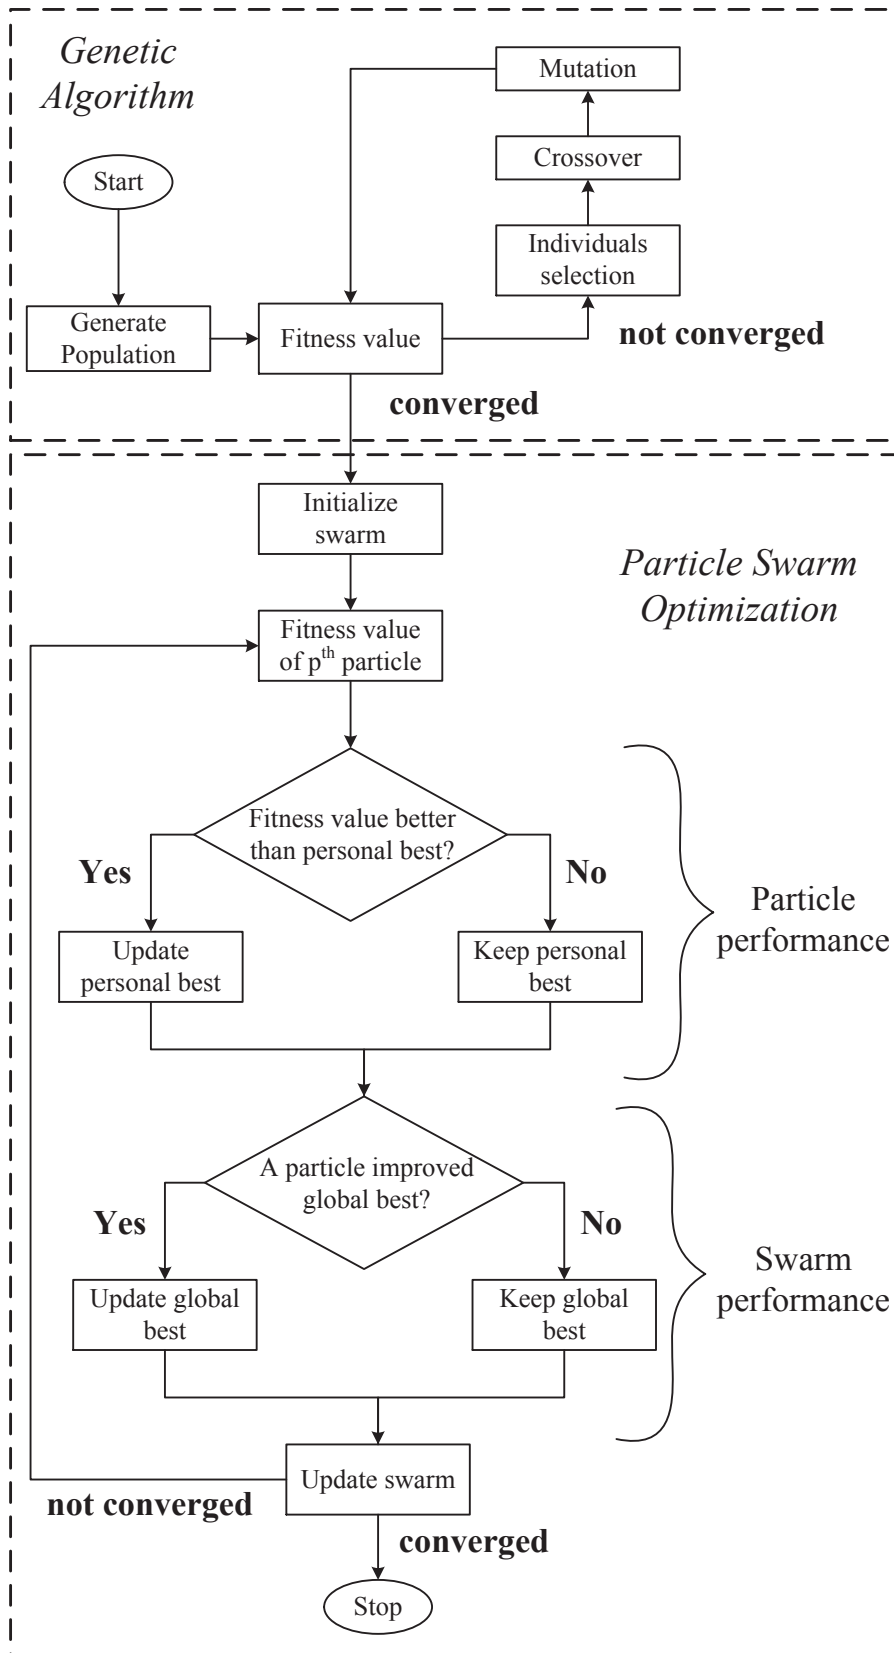 Genetic
Algorithm
Mutation
Crossover
Start
Individuals
selection
Generate
Population
Fitness value
not converged
converged
Initialize
swarm
Particle Swarm
Optimization
Fitness value
of pth particle
Fitness value better
than personal best?
Yes
No
Particle
performance
Update
personal best
Keep personal
best
A particle improved
global best?
Yes
No
Swarm
performance
Update global
best
Keep global
best
Update swarm
not converged
converged
Stop